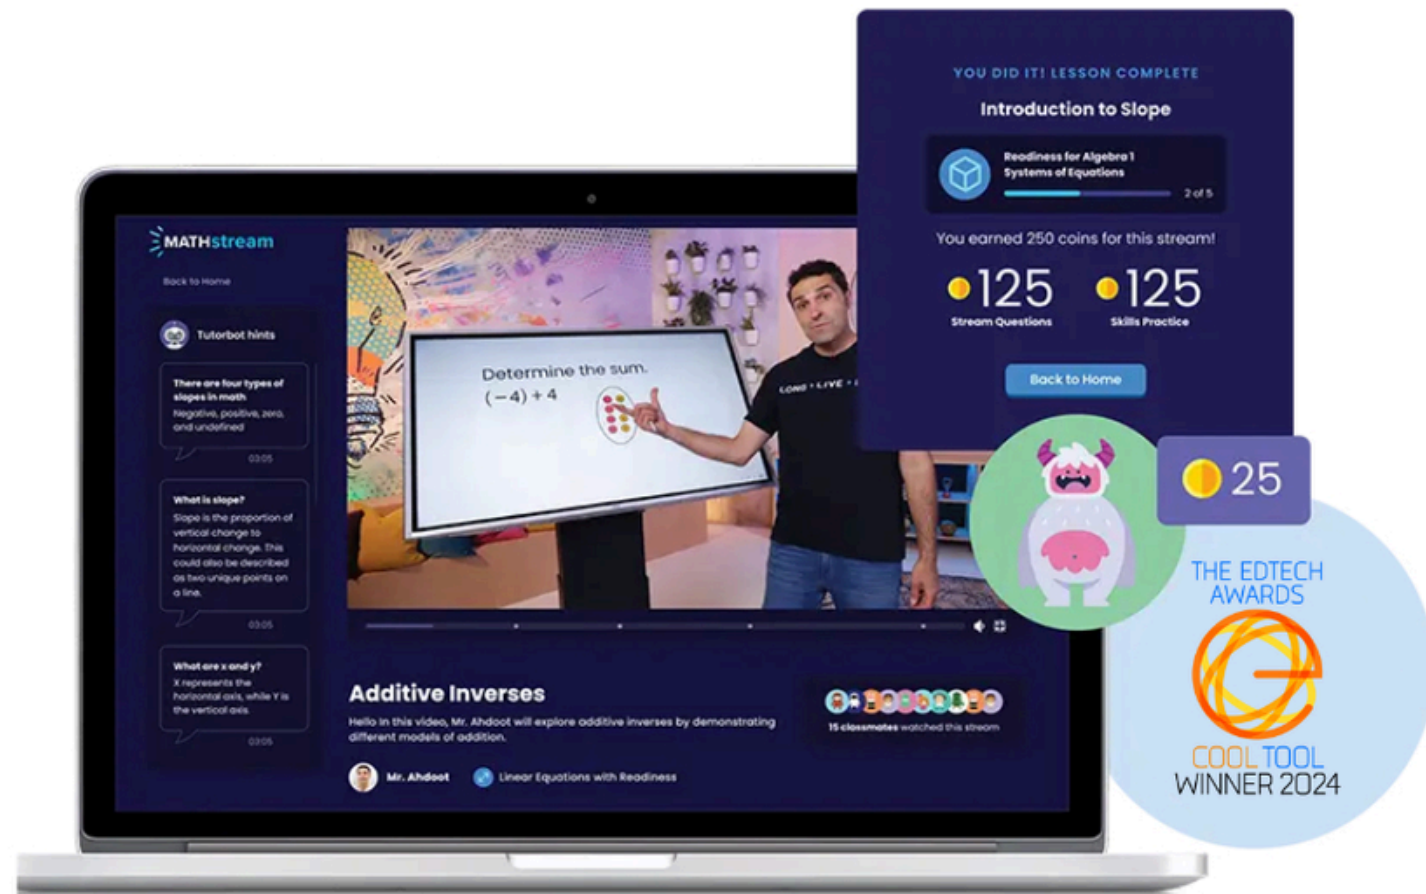 YOU DID IT! LESSON COMPLETE
Introduction to Slope
Readiness for Algebra 1
Systems of Equations
2 of 5
You earned 250 coins for this stream!
125
125
Stream Questions
Skills Practice
Back to Home
MATHstream
Back to Home
Tutorbot hints
There are four types of
slopes in math
Negative, positive, zero,
and undefined
03:05
What is slope?
Slope is the proportion of
vertical change to
horizontal change. This
could also be described
as two unique points on
a line.
03:05
What are x and y?
X represents the
horizontal axis, while Y is
the vertical axis.
03:05
Determine the sum.
(−4) + 4
LONG • LIVE •
Additive Inverses
Hello In this video, Mr. Ahdoot will explore additive inverses by demonstrating
different models of addition.
Mr. Ahdoot
Linear Equations with Readiness
15 classmates watched this stream
25
THE EDTECH
AWARDS
COOL TOOL
WINNER 2024